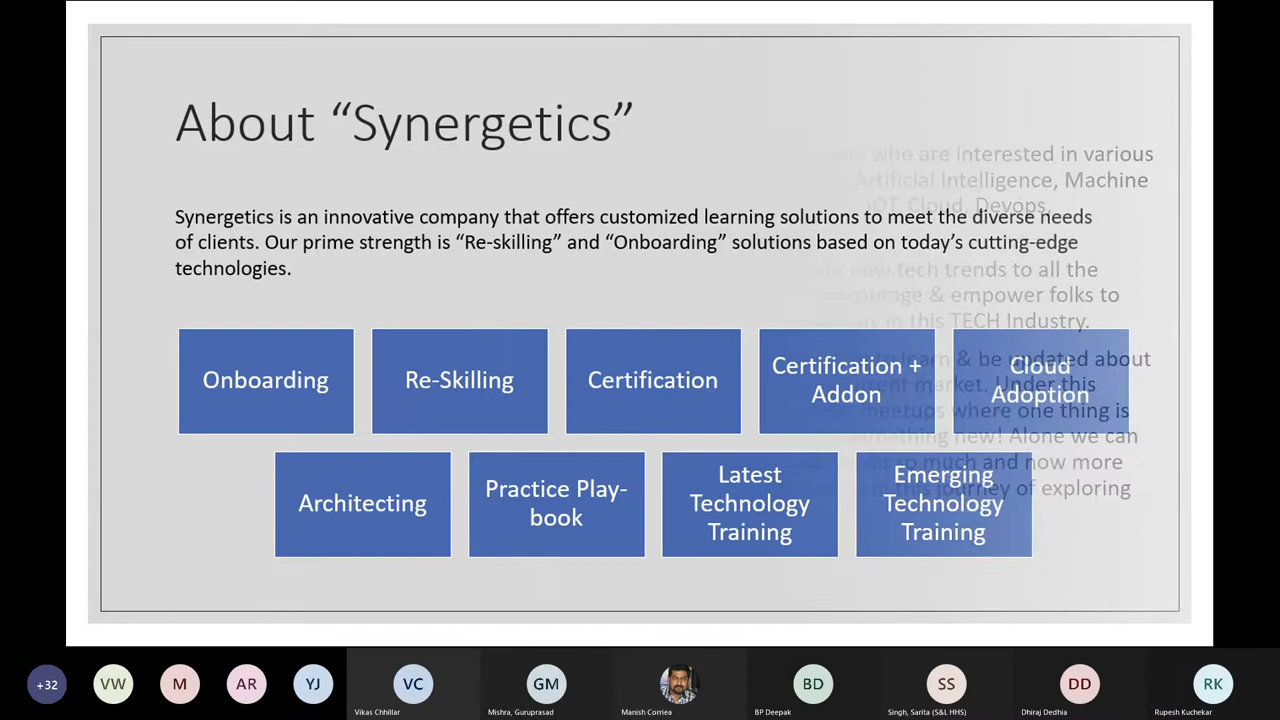 About “Synergetics”
who are interested in various
Artificial Intelligence, Machine
IOT, Cloud, Devops,
Synergetics is an innovative company that offers customized learning solutions to meet the diverse needs
of clients. Our prime strength is “Re-skilling” and “Onboarding” solutions based on today’s cutting-edge
technologies.
new tech trends to all the
& empower folks to
in this TECH Industry.
Onboarding
Re-Skilling
Certification
Certification +
Addon
Cloud
Adoption
to learn & be updated about
market. Under this
meetups where one thing is
something new! Alone we can
do so much and now more
in this journey of exploring
Architecting
Practice Play-
book
Latest
Technology
Training
Emerging
Technology
Training
+32
VW
M
AR
YJ
VC
GM
BD
SS
DD
RK
Vikas Chhillar
Mishra, Guruprasad
Manish Correia
BP Deepak
Singh, Sarita (S&L HHS)
Dhiraj Dedhia
Rupesh Kuchekar